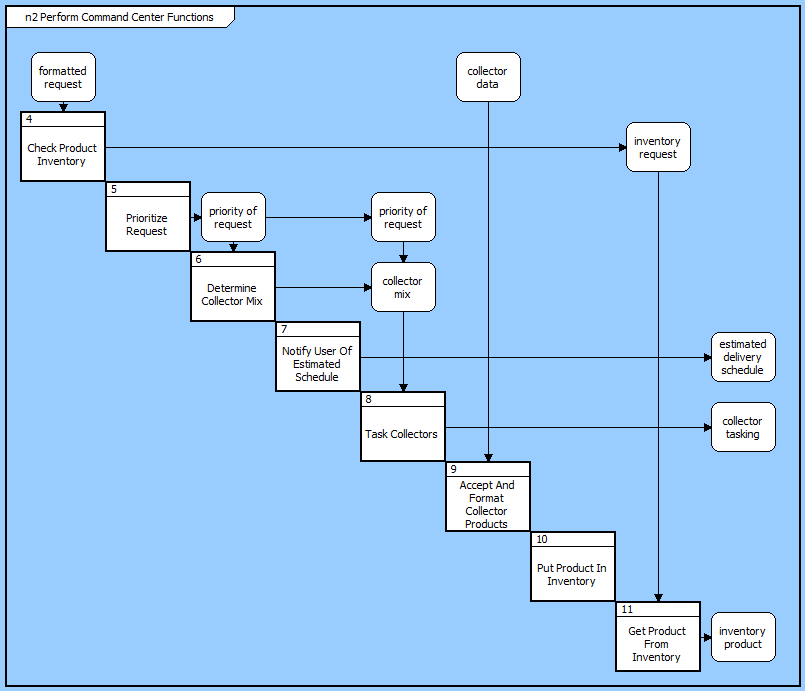 n2 Perform Command Center Functions
formatted
request
collector
data
4
Check Product
Inventory
inventory
request
5
Prioritize
Request
priority of
request
priority of
request
6
Determine
Collector Mix
collector
mix
7
Notify User Of
Estimated
Schedule
estimated
delivery
schedule
8
Task Collectors
collector
tasking
9
Accept And
Format
Collector
Products
10
Put Product In
Inventory
11
Get Product
From
Inventory
inventory
product